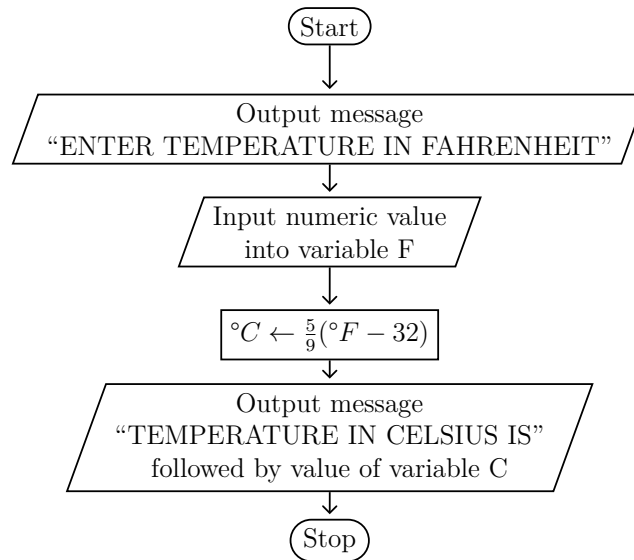 Start
Output message
“ENTER TEMPERATURE IN FAHRENHEIT”
Input numeric value
into variable F
°C ← 5/9(°F − 32)
Output message
“TEMPERATURE IN CELSIUS IS”
followed by value of variable C
Stop